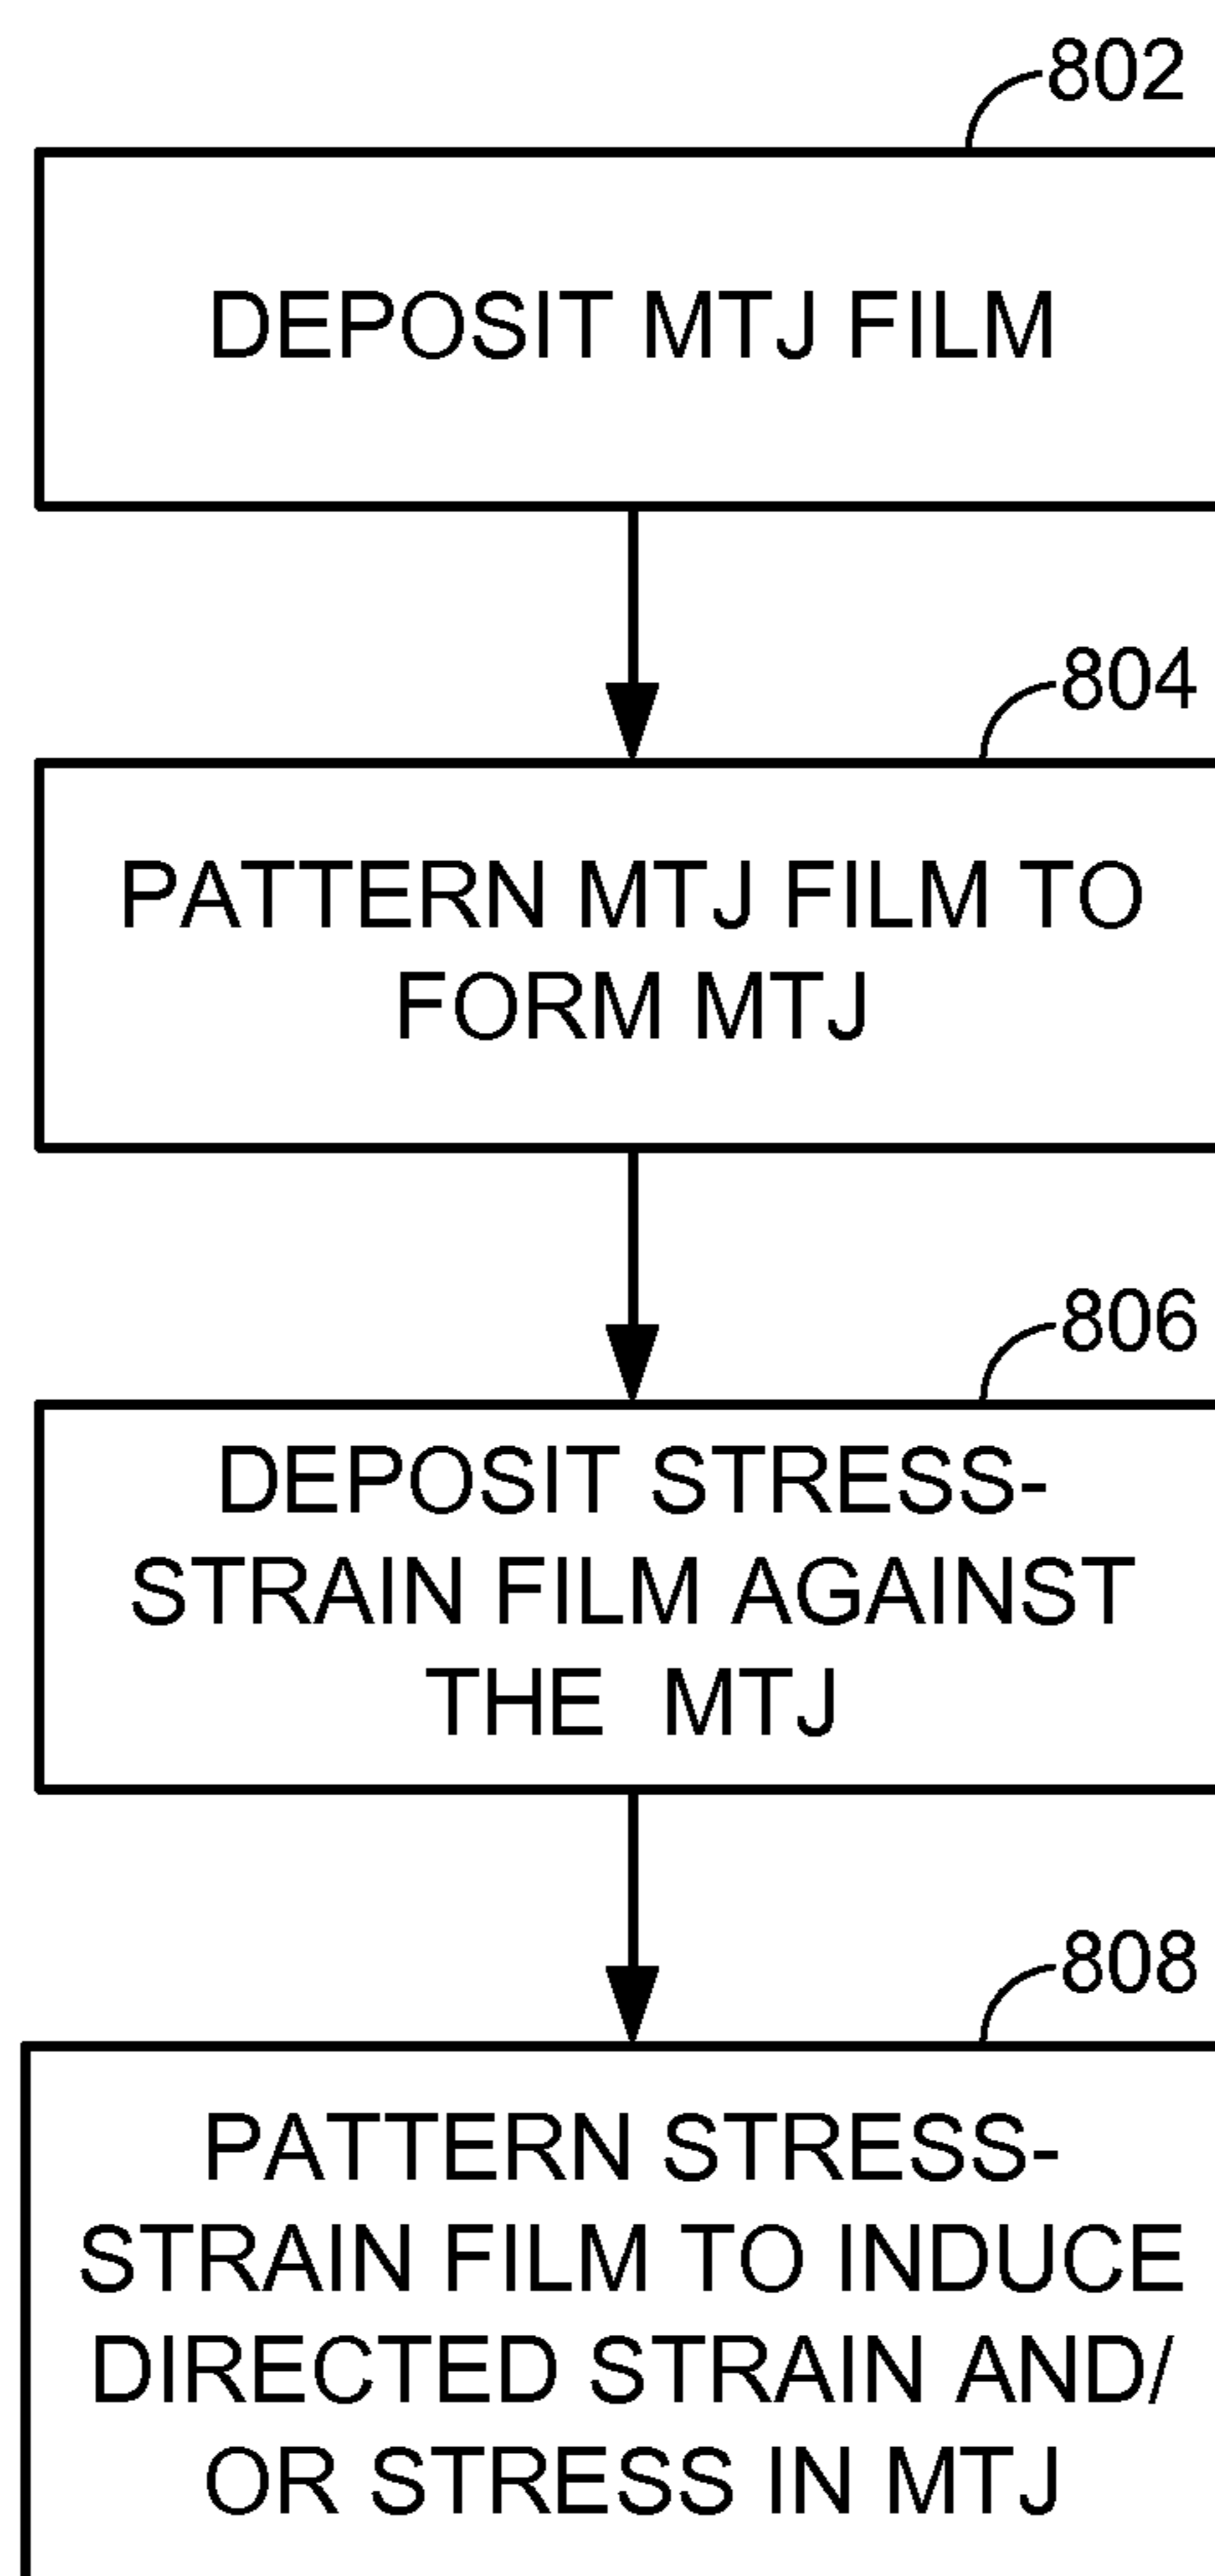 802
DEPOSIT MTJ FILM
804
PATTERN MTJ FILM TO
FORM MTJ
806
DEPOSIT STRESS-
STRAIN FILM AGAINST
THE MTJ
808
PATTERN STRESS-
STRAIN FILM TO INDUCE
DIRECTED STRAIN AND/
OR STRESS IN MTJ